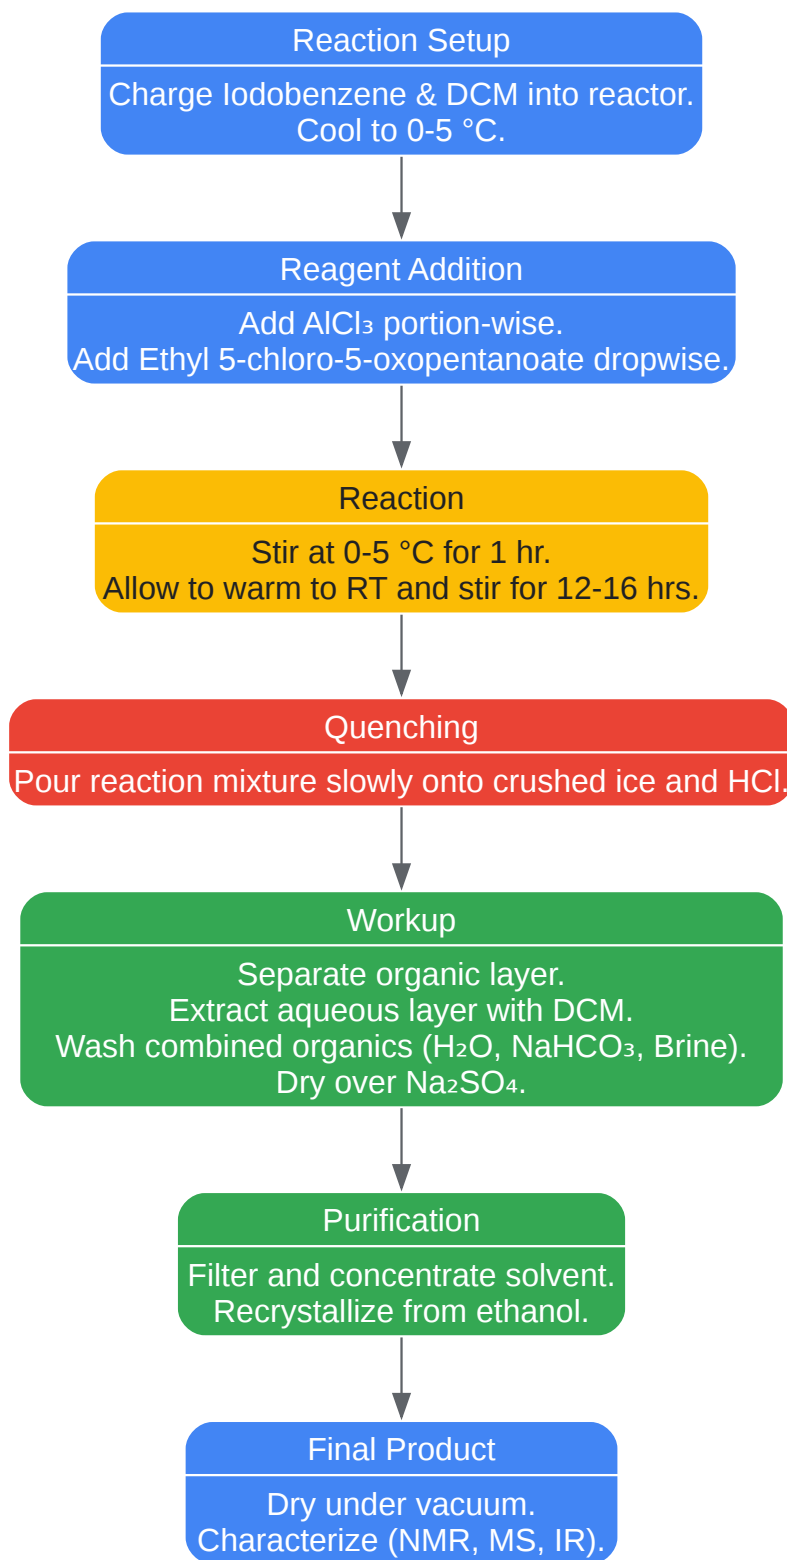 Reaction Setup
Charge Iodobenzene & DCM into reactor.
Cool to 0-5 °C.
Reagent Addition
Add AlCl₃ portion-wise.
Add Ethyl 5-chloro-5-oxopentanoate dropwise.
Reaction
Stir at 0-5 °C for 1 hr.
Allow to warm to RT and stir for 12-16 hrs.
Quenching
Pour reaction mixture slowly onto crushed ice and HCl.
Workup
Separate organic layer.
Extract aqueous layer with DCM.
Wash combined organics (H₂O, NaHCO₃, Brine).
Dry over Na₂SO₄.
Purification
Filter and concentrate solvent.
Recrystallize from ethanol.
Final Product
Dry under vacuum.
Characterize (NMR, MS, IR).